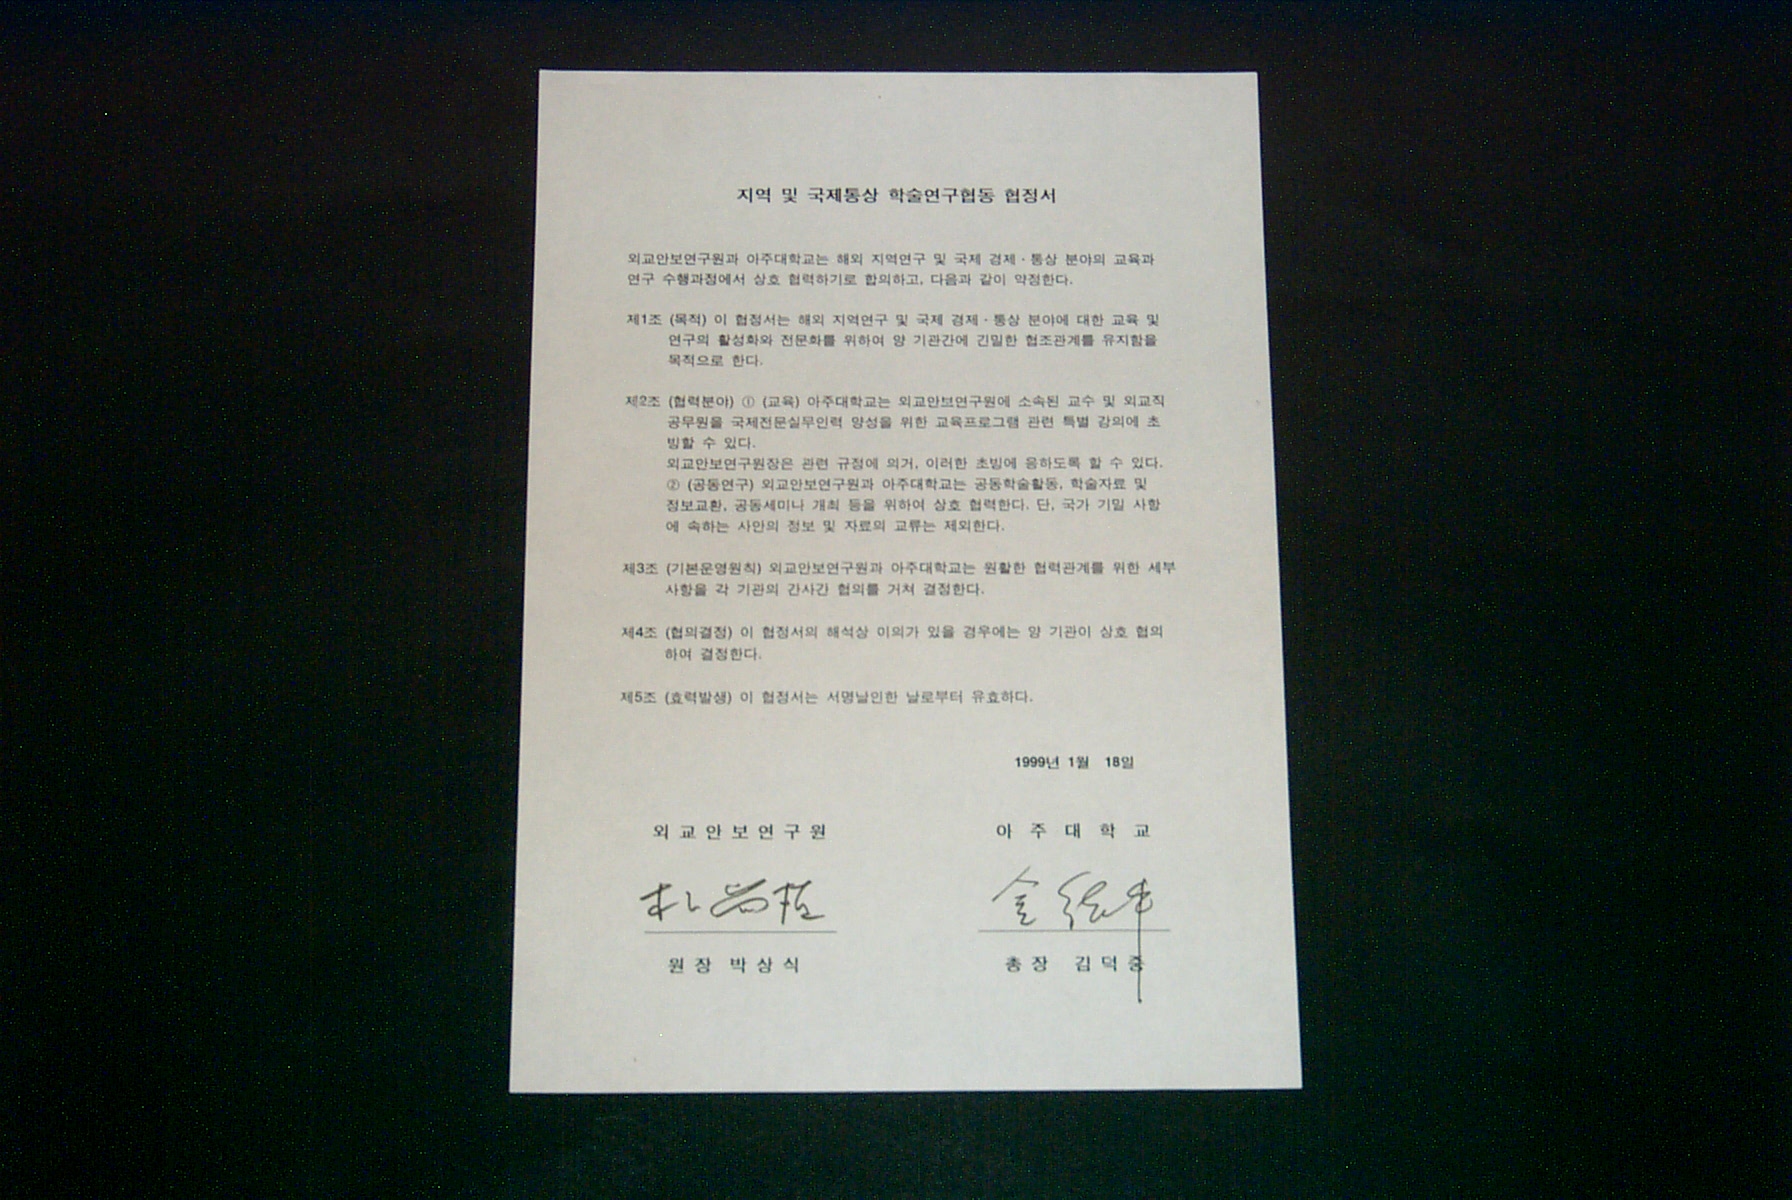 지역 및 국제통상 학술연구협동 협정서
외교안보연구원과 아주대학교는 해외 지역연구 및 국제 경제·통상 분야의 교육과
연구 수행과정에서 상호 협력하기로 합의하고, 다음과 같이 약정한다.
제1조 (목적) 이 협정서는 해외 지역연구 및 국제 경제·통상 분야에 대한 교육 및
연구의 활성화와 전문화를 위하여 양 기관간에 긴밀한 협조관계를 유지함을
목적으로 한다.
제2조 (협력분야) ① (교육) 아주대학교는 외교안보연구원에 소속된 교수 및 외교직
공무원을 국제전문실무인력 양성을 위한 교육프로그램 관련 특별 강의에 초
빙할 수 있다.
외교안보연구원장은 관련 규정에 의거, 이러한 초빙에 응하도록 할 수 있다.
② (공동연구) 외교안보연구원과 아주대학교는 공동학술활동, 학술자료 및
정보교환, 공동세미나 개최 등을 위하여 상호 협력한다. 단, 국가 기밀 사항
에 속하는 사안의 정보 및 자료의 교류는 제외한다.
제3조 (기본운영원칙) 외교안보연구원과 아주대학교는 원활한 협력관계를 위한 세부
사항을 각 기관의 간사간 협의를 거쳐 결정한다.
제4조 (협의결정) 이 협정서의 해석상 이의가 있을 경우에는 양 기관이 상호 협의
하여 결정한다.
제5조 (효력발생) 이 협정서는 서명날인한 날로부터 유효하다.
1999년 1월 18일
외교안보연구원 아주대학교
원장 박상식 총장 김덕중